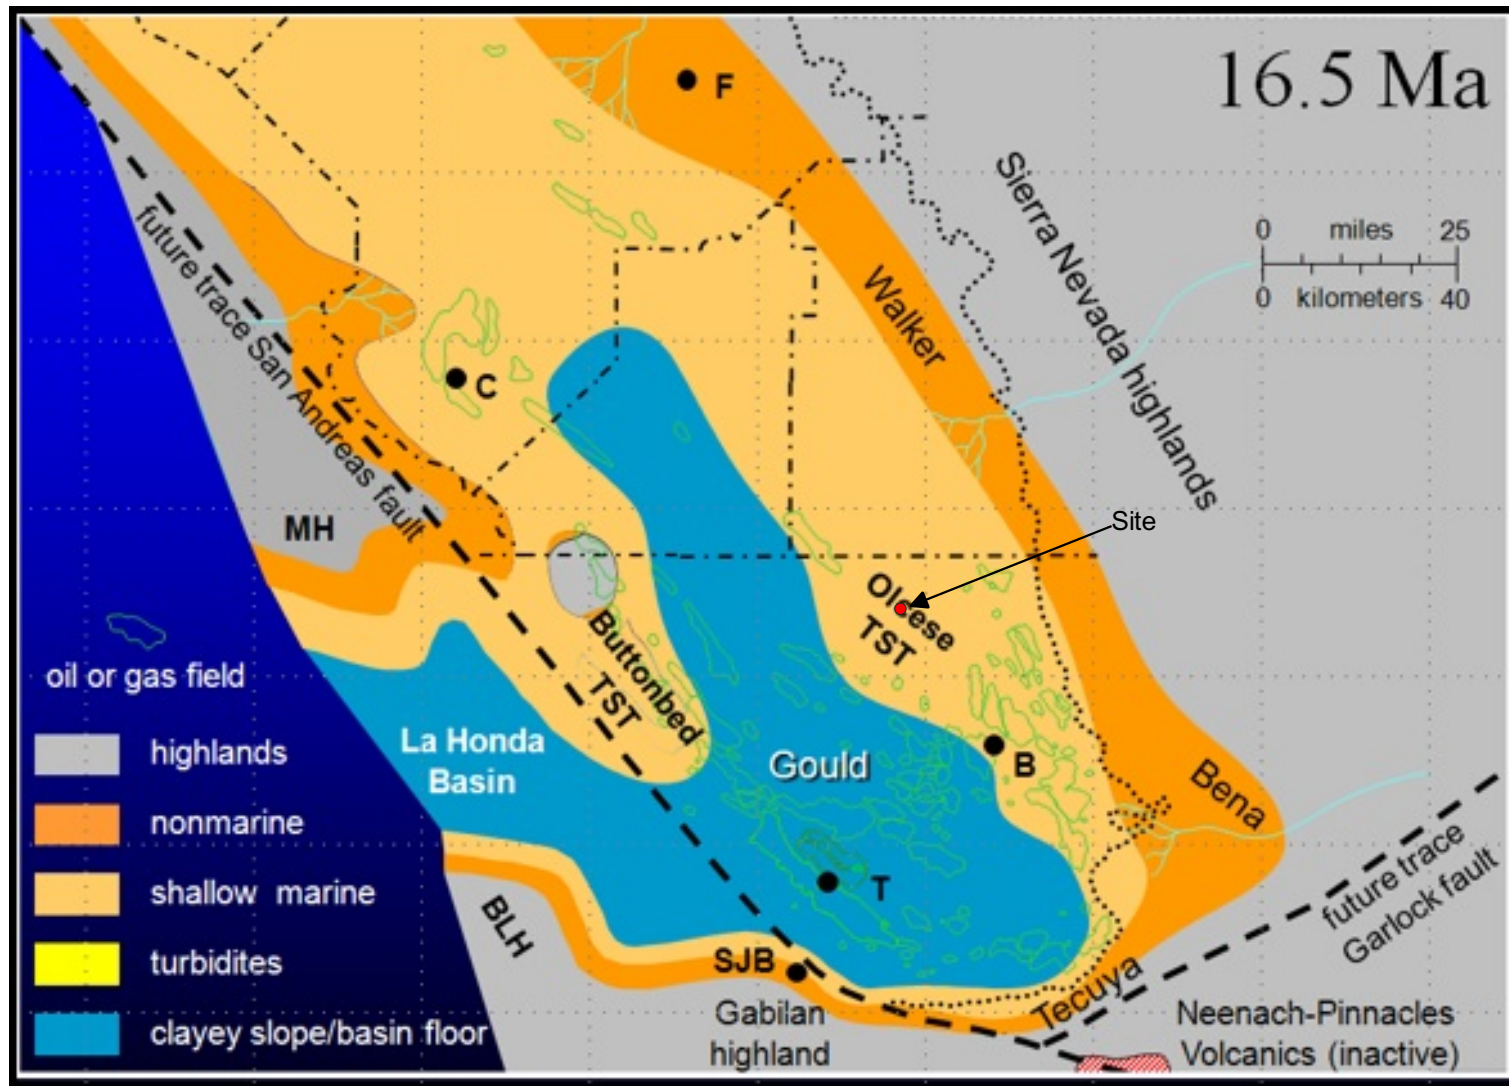 16.5 Ma
F
Sierra Nevada highlands
0 miles 25
0 kilometers 40
future trace San Andreas fault
Walker
C
MH
Site
Olcese
TST
Buttonbed
TST
oil or gas field
highlands
nonmarine
shallow marine
turbidites
clayey slope/basin floor
La Honda
Basin
Gould
B
Bena
T
BLH
SJB
Gabilan
highland
Tecuya
future trace
Garlock fault
Neenach-Pinnacles
Volcanics (inactive)